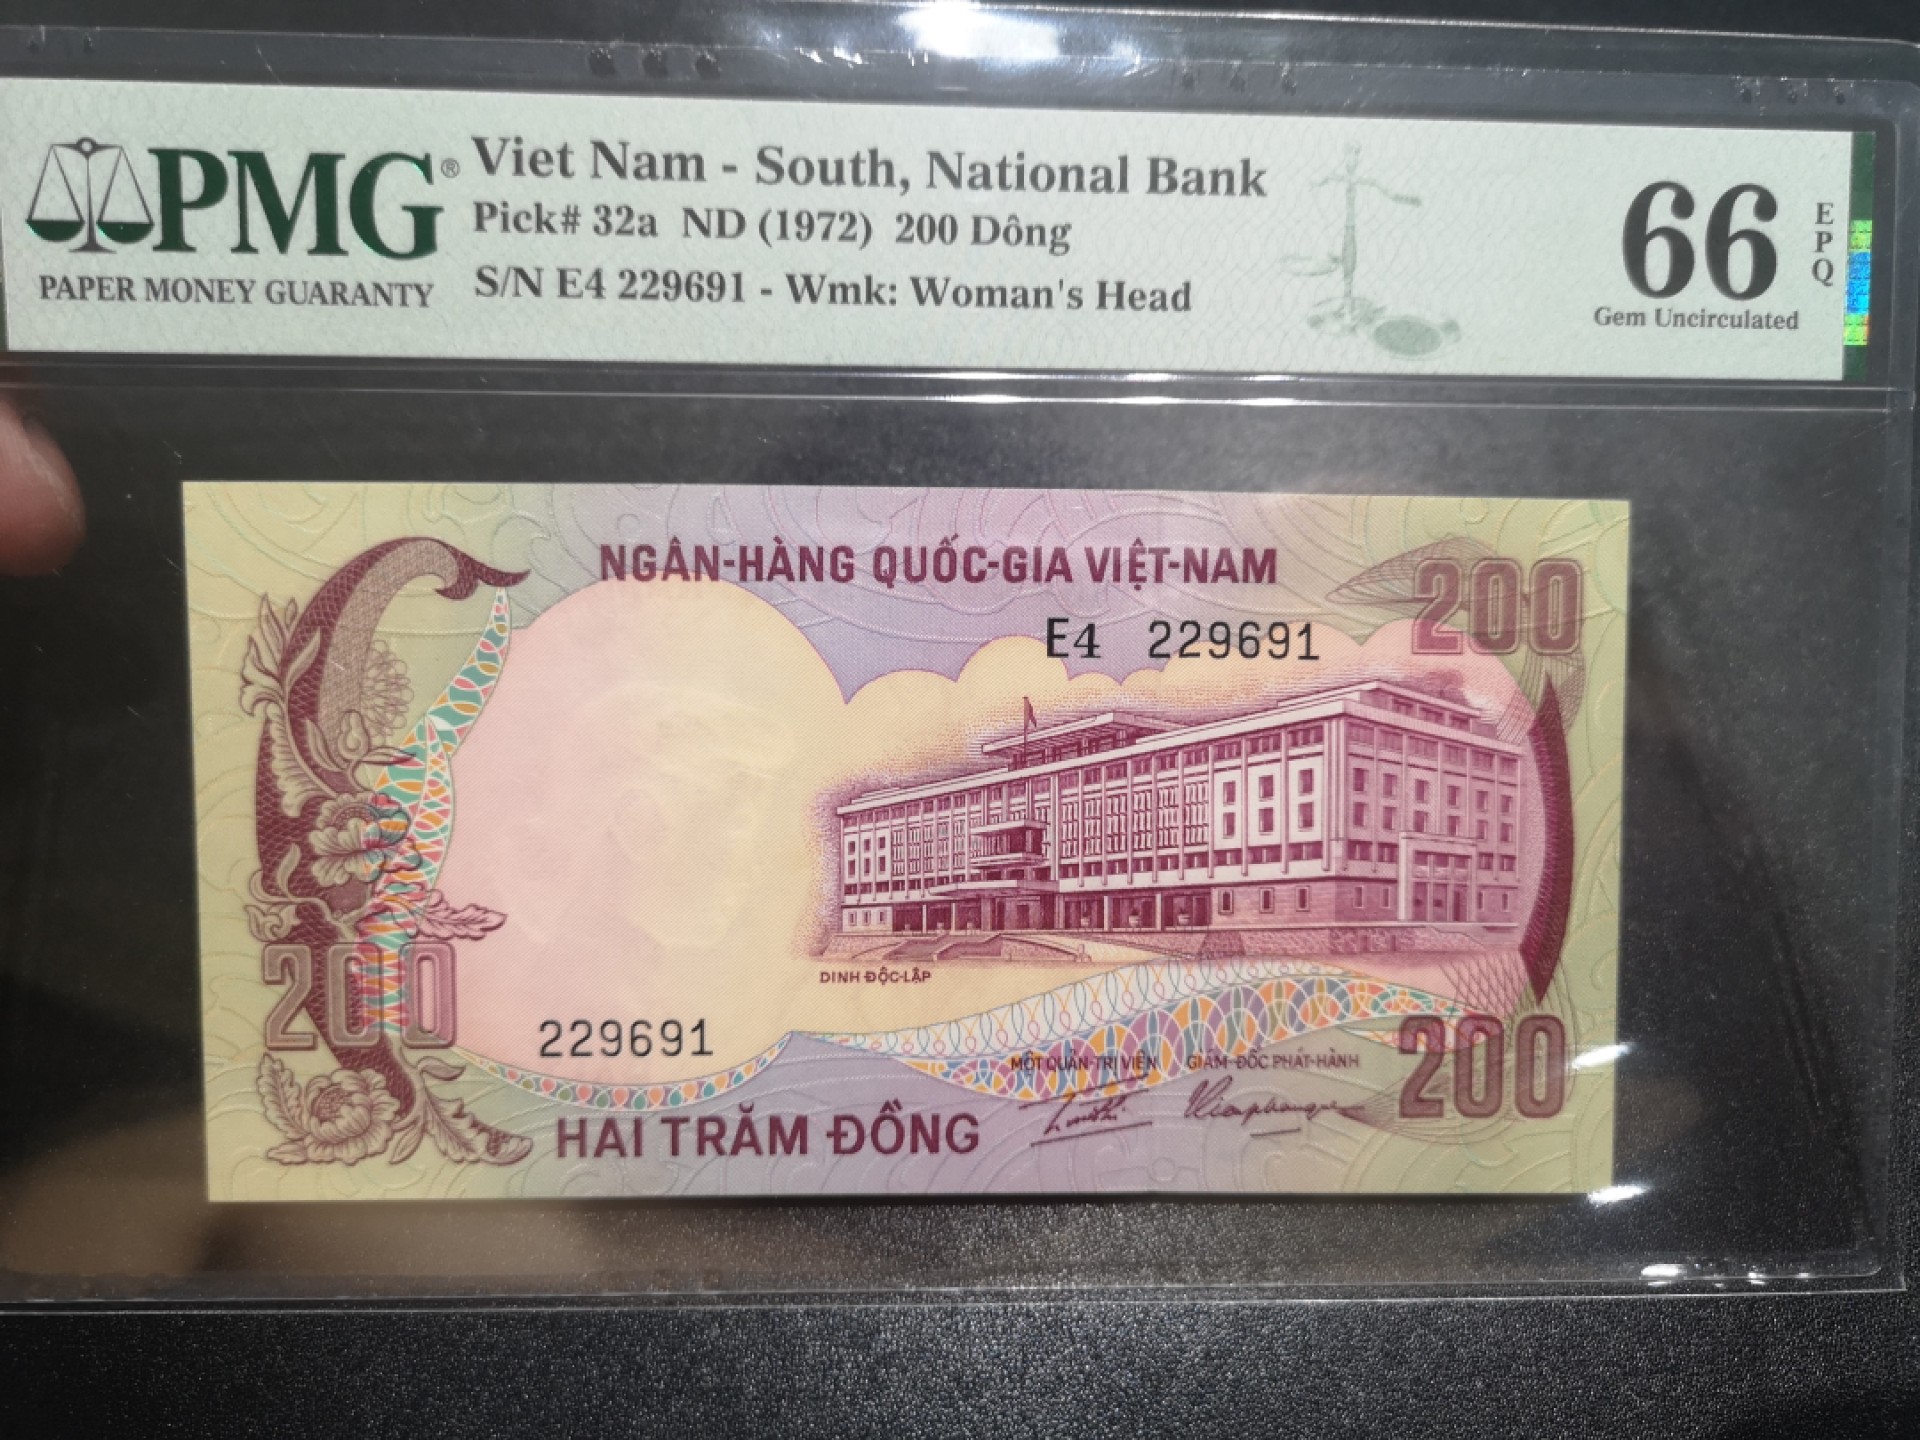 PMG®
PAPER MONEY GUARANTY
Viet Nam - South, National Bank
Pick# 32a ND (1972) 200 Dông
S/N E4 229691 - Wmk: Woman's Head
66
EPQ
Gem Uncirculated
NGÂN-HÀNG QUỐC-GIA VIỆT-NAM
200
E4 229691
DINH ĐỘC-LẬP
200
229691
MỘT QUẢN-TRỊ VIÊN GIÁM-ĐỐC PHÁT-HÀNH
200
HAI TRĂM ĐỒNG